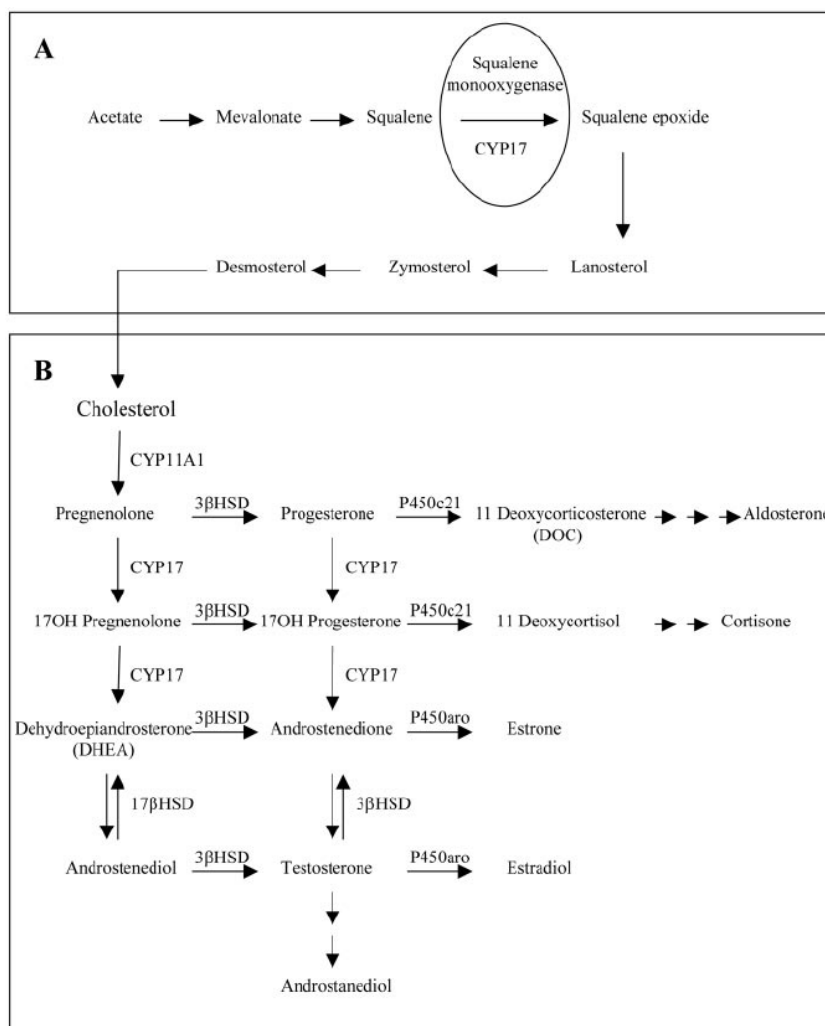 A
Squalene
monooxygenase
Acetate Mevalonate Squalene Squalene epoxide
CYP17
Desmosterol Zymosterol Lanosterol
B
Cholesterol
CYP11A1
Pregnenolone 3βHSD Progesterone P450c21 11 Deoxycorticosterone Aldosterone
(DOC)
CYP17 CYP17
17OH Pregnenolone 3βHSD 17OH Progesterone P450c21 11 Deoxycortisol Cortisone
CYP17 CYP17
Dehydroepiandrosterone 3βHSD Androstenedione P450aro Estrone
(DHEA)
17βHSD 3βHSD
Androstenediol 3βHSD Testosterone P450aro Estradiol
Androstanediol